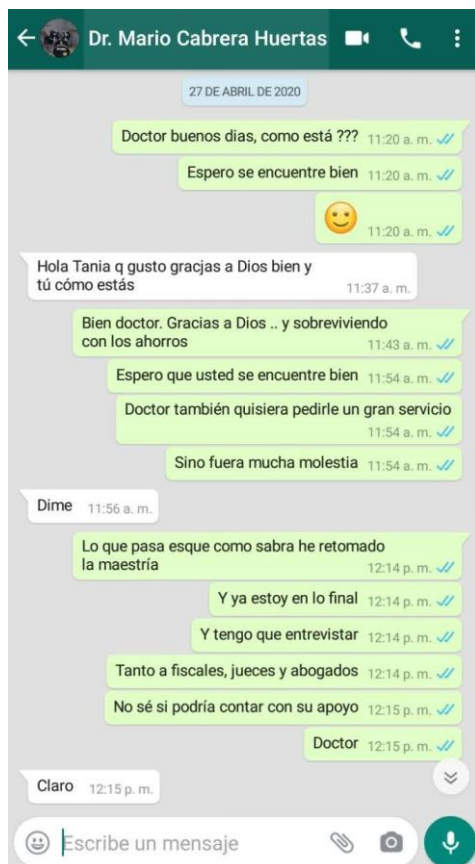 Dr. Mario Cabrera Huertas
27 DE ABRIL DE 2020
Doctor buenos dias, como está ??? 11:20 a. m.
Espero se encuentre bien 11:20 a. m.
11:20 a. m.
Hola Tania q gusto gracjas a Dios bien y
tú cómo estás 11:37 a. m.
Bien doctor. Gracias a Dios .. y sobreviviendo
con los ahorros 11:43 a. m.
Espero que usted se encuentre bien 11:54 a. m.
Doctor también quisiera pedirle un gran servicio
11:54 a. m.
Sino fuera mucha molestia 11:54 a. m.
Dime 11:56 a. m.
Lo que pasa esque como sabra he retomado
la maestría 12:14 p. m.
Y ya estoy en lo final 12:14 p. m.
Y tengo que entrevistar 12:14 p. m.
Tanto a fiscales, jueces y abogados 12:14 p. m.
No sé si podría contar con su apoyo 12:15 p. m.
Doctor 12:15 p. m.
Claro 12:15 p. m.
Escribe un mensaje